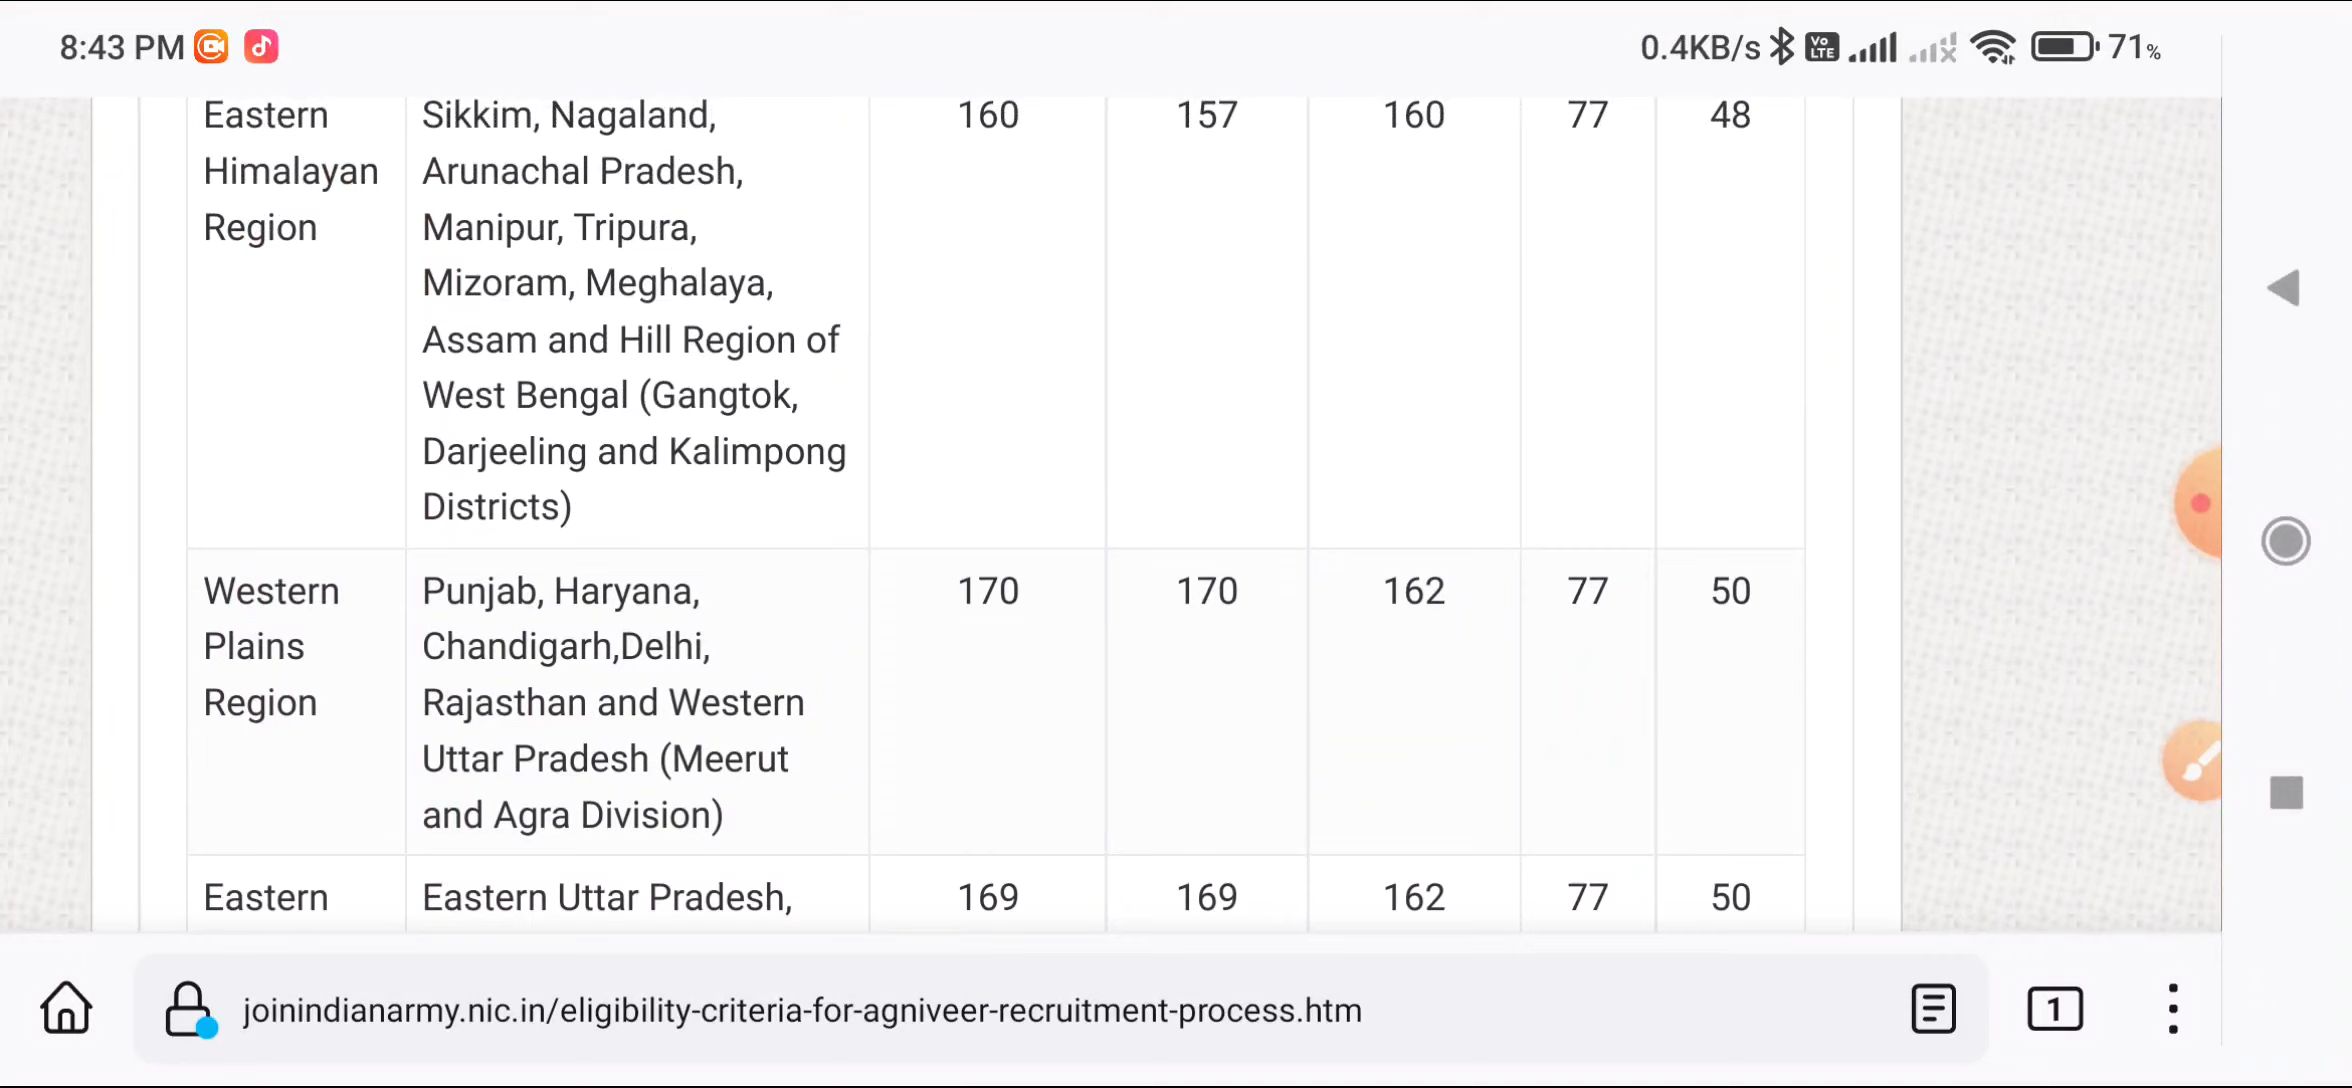 8:43 PM 0.4KB/s Vo LTE 71%
Eastern Sikkim, Nagaland, 160 157 160 77 48
Himalayan Arunachal Pradesh,
Region Manipur, Tripura,
Mizoram, Meghalaya,
Assam and Hill Region of
West Bengal (Gangtok,
Darjeeling and Kalimpong
Districts)
Western Punjab, Haryana, 170 170 162 77 50
Plains Chandigarh,Delhi,
Region Rajasthan and Western
Uttar Pradesh (Meerut
and Agra Division)
Eastern Eastern Uttar Pradesh, 169 169 162 77 50
joinindianarmy.nic.in/eligibility-criteria-for-agniveer-recruitment-process.htm 1